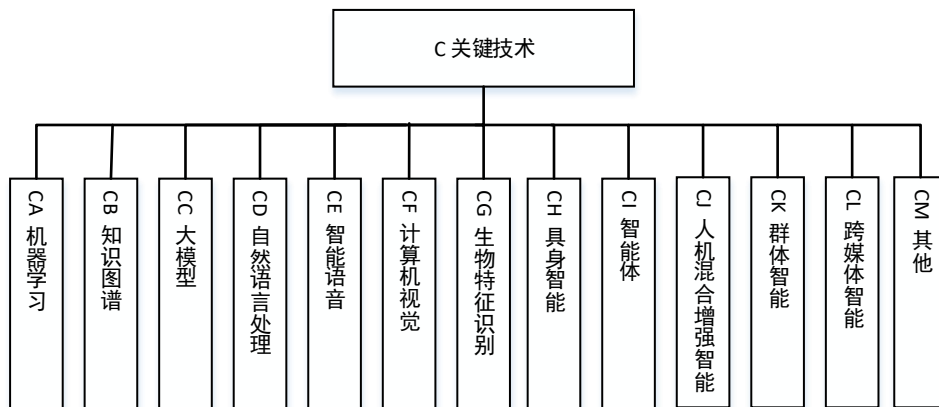 C 关键技术
CA 机器学习
CB 知识图谱
CC 大模型
CD 自然语言处理
CE 智能语音
CF 计算机视觉
CG 生物特征识别
CH 具身智能
CI 智能体
CJ 人机混合增强智能
CK 群体智能
CL 跨媒体智能
CM 其他